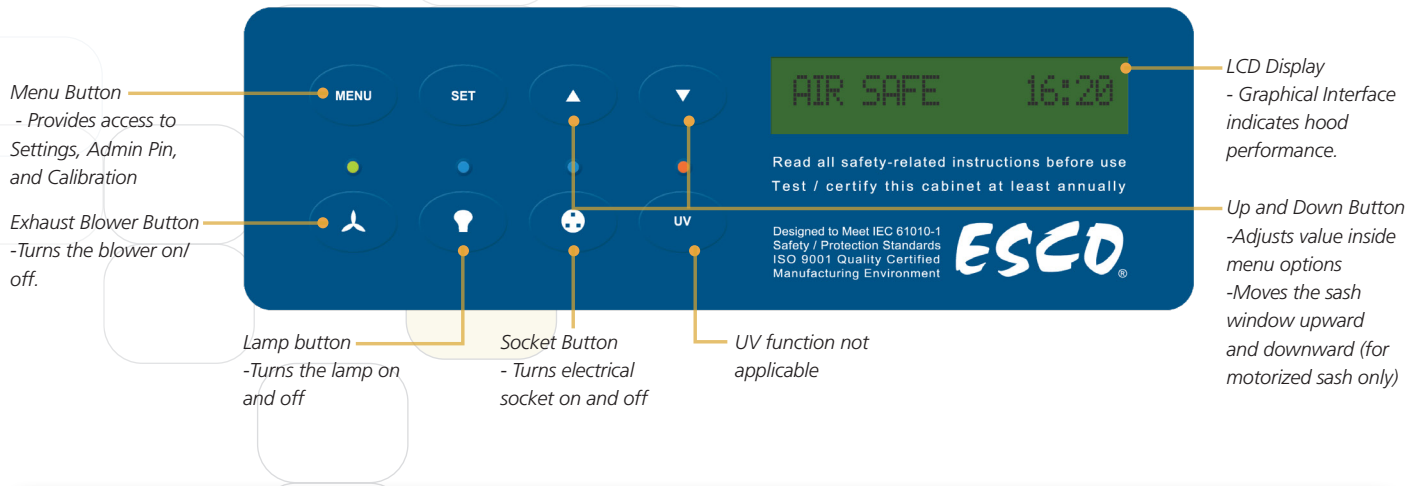 Menu Button
- Provides access to
Settings, Admin Pin,
and Calibration
Exhaust Blower Button
-Turns the blower on/
off.
MENU
SET
UV
AIR SAFE 16:20
Read all safety-related instructions before use
Test / certify this cabinet at least annually
Designed to Meet IEC 61010-1
Safety / Protection Standards
ISO 9001 Quality Certified
Manufacturing Environment
ESCO®
LCD Display
- Graphical Interface
indicates hood
performance.
Up and Down Button
-Adjusts value inside
menu options
-Moves the sash
window upward
and downward (for
motorized sash only)
Lamp button
-Turns the lamp on
and off
Socket Button
- Turns electrical
socket on and off
UV function not
applicable